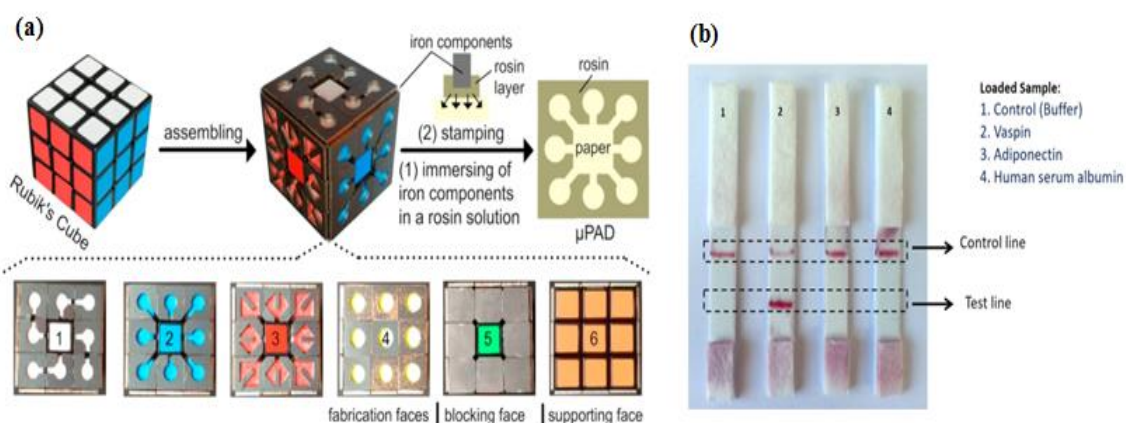 (a)
Rubik's Cube
assembling
iron components
rosin
layer
(2) stamping
(1) immersing of
iron components
in a rosin solution
rosin
paper
µPAD
1
2
3
4
5
6
fabrication faces
blocking face
supporting face
(b)
1
2
3
4
Loaded Sample:
1. Control (Buffer)
2. Vaspin
3. Adiponectin
4. Human serum albumin
Control line
Test line